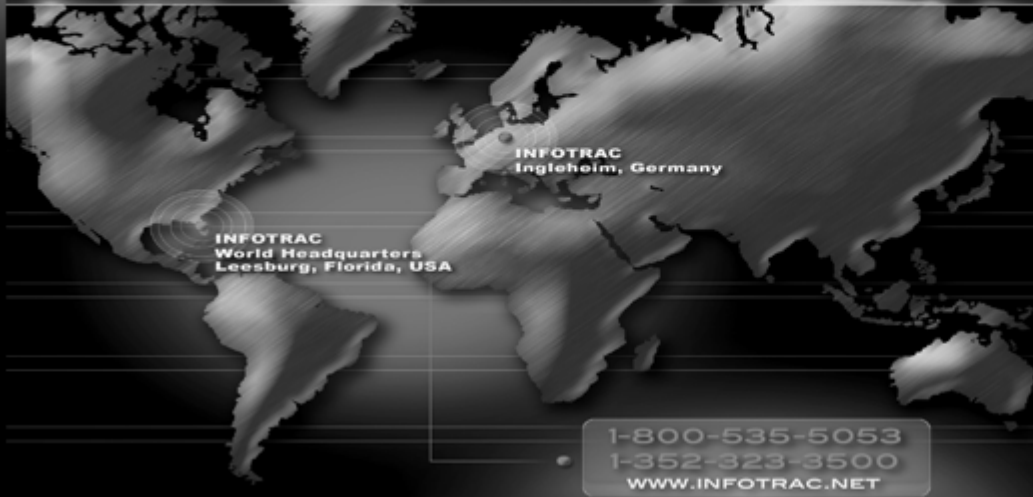 INFOTRAC
Ingleheim, Germany
INFOTRAC
World Headquarters
Leesburg, Florida, USA
1-800-535-5053
1-352-323-3500
WWW.INFOTRAC.NET